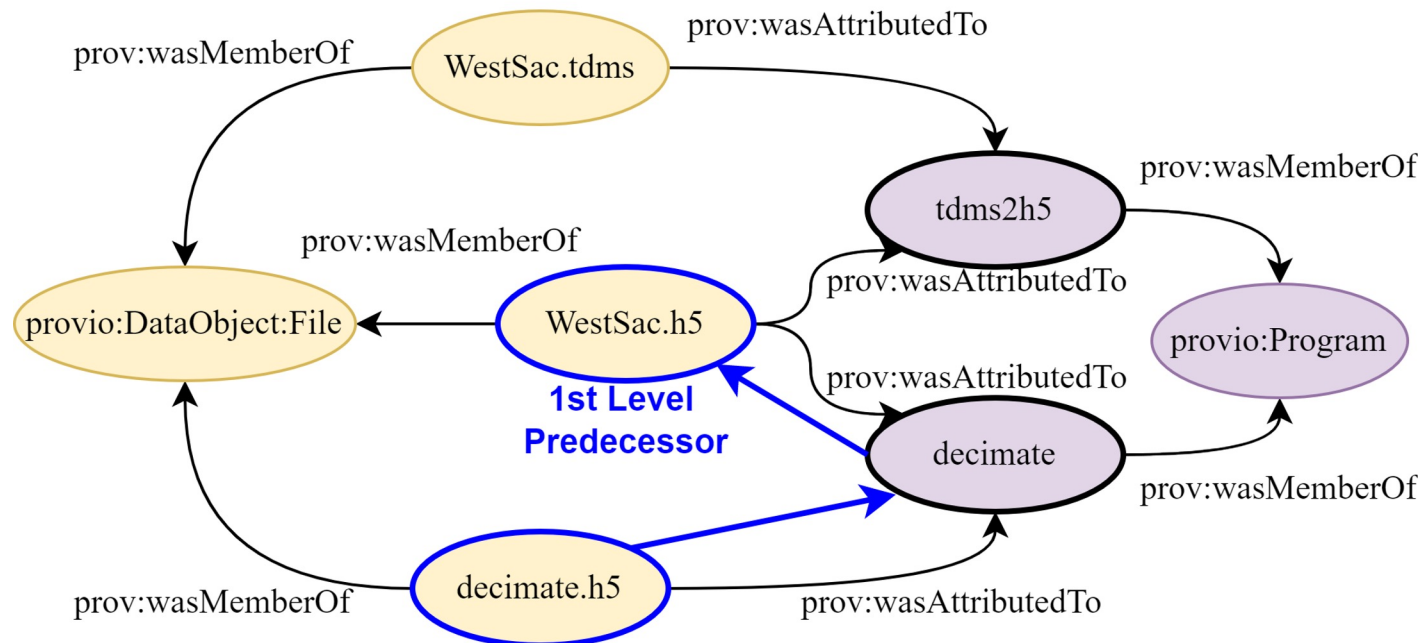 prov:wasAttributedTo
prov:wasMemberOf
WestSac.tdms
prov:wasMemberOf
tdms2h5
prov:wasMemberOf
prov:wasAttributedTo
provio:DataObject:File
WestSac.h5
provio:Program
prov:wasAttributedTo
1st Level
Predecessor
decimate
prov:wasMemberOf
decimate.h5
prov:wasMemberOf
prov:wasAttributedTo